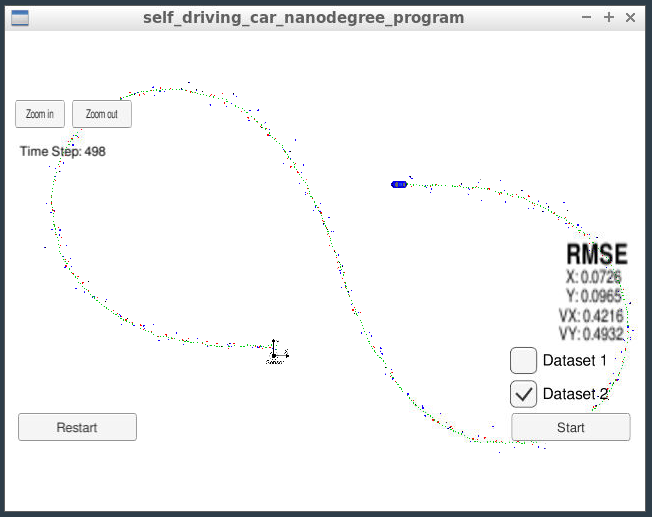 self_driving_car_nanodegree_program
Zoom in
Zoom out
Time Step: 498
RMSE
X: 0.0726
Y: 0.0965
VX: 0.4216
VY: 0.4932
Sensor
Dataset 1
Dataset 2
Restart
Start